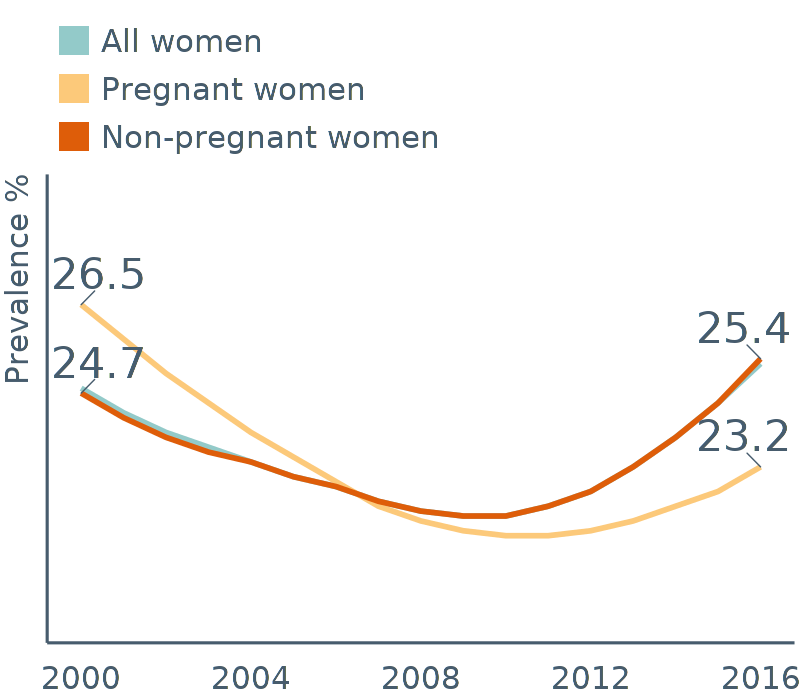 All women
Pregnant women
Non-pregnant women
Prevalence %
26.5
24.7
25.4
23.2
2000 2004 2008 2012 2016